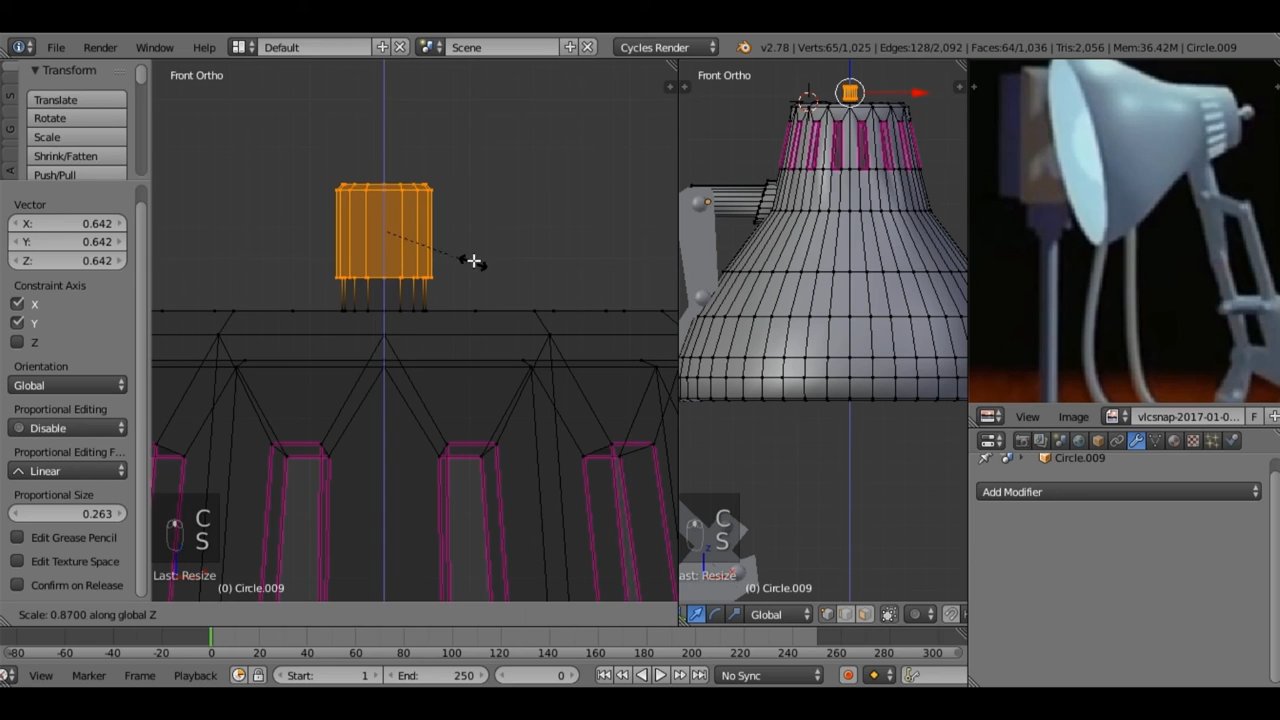 File Render Window Help Default Scene Cycles Render v2.78 | Verts:65/1,025 | Edges:128/2,092 | Faces:64/1,036 | Tris:2,056 | Mem:36.42M | Circle.009
Transform
Translate
Rotate
Scale
Shrink/Fatten
Push/Pull
S
G
A
Vector
X: 0.642
Y: 0.642
Z: 0.642
Constraint Axis
X
Y
Z
Orientation
Global
Proportional Editing
Disable
Proportional Editing F...
Linear
Proportional Size
0.263
Edit Grease Pencil
Edit Texture Space
Confirm on Release
Front Ortho
C
S
Last: Resize
(0) Circle.009
Scale: 0.8700 along global Z
Front Ortho
C
S
z
ast: Resize
(0) Circle.009
Global
View Image vlcsnap-2017-01-0... F
Circle.009
Add Modifier
-80 -60 -40 -20 0 20 40 60 80 100 120 140 160 180 200 220 240 260 280 300
View Marker Frame Playback Start: 1 End: 250 0 No Sync